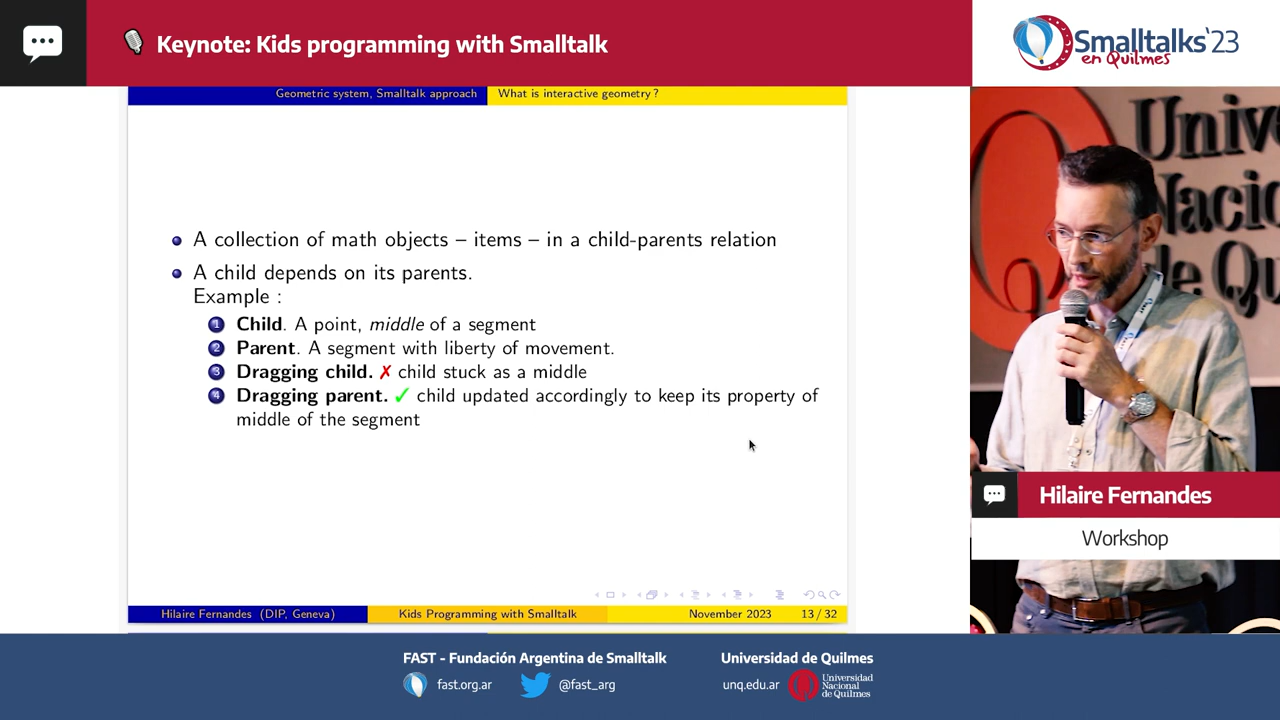 Keynote: Kids programming with Smalltalk
Smalltalks'23
en Quilmes
Geometric system, Smalltalk approach
What is interactive geometry ?
A collection of math objects – items – in a child-parents relation
A child depends on its parents.
Example :
1 Child. A point, middle of a segment
2 Parent. A segment with liberty of movement.
3 Dragging child. ✗ child stuck as a middle
4 Dragging parent. ✓ child updated accordingly to keep its property of
middle of the segment
Hilaire Fernandes (DIP, Geneva)
Kids Programming with Smalltalk
November 2023
13 / 32
Unive
Nacio
de Qu
Hilaire Fernandes
Workshop
FAST - Fundación Argentina de Smalltalk
fast.org.ar
@fast_arg
Universidad de Quilmes
unq.edu.ar
Universidad
Nacional
de Quilmes